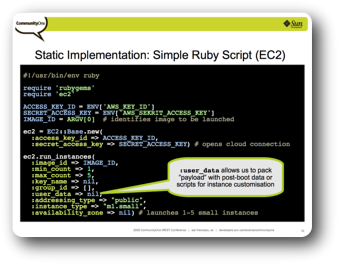 CommunityOne
Sun
Static Implementation: Simple Ruby Script (EC2)
#!/usr/bin/env ruby
require 'rubygems'
require 'ec2'
ACCESS_KEY_ID = ENV['AWS_KEY_ID']
SECRET_ACCESS_KEY = ENV['AWS_SEKRIT_ACCESS_KEY']
IMAGE_ID = ARGV[0]  # identifies image to be launched
ec2 = EC2::Base.new(
:access_key_id => ACCESS_KEY_ID,
:secret_access_key => SECRET_ACCESS_KEY)  # opens cloud connection
ec2.run_instances(
:image_id => IMAGE_ID,
:min_count => 1,
:max_count => 5,
:key_name => nil,
:group_id => [],
:user_data => nil,
:addressing_type => "public",
:instance_type => "m1.small",
:availability_zone => nil)  # launches 1-5 small instances
:user_data allows us to pack
"payload" with post-boot data or
scripts for instance customisation